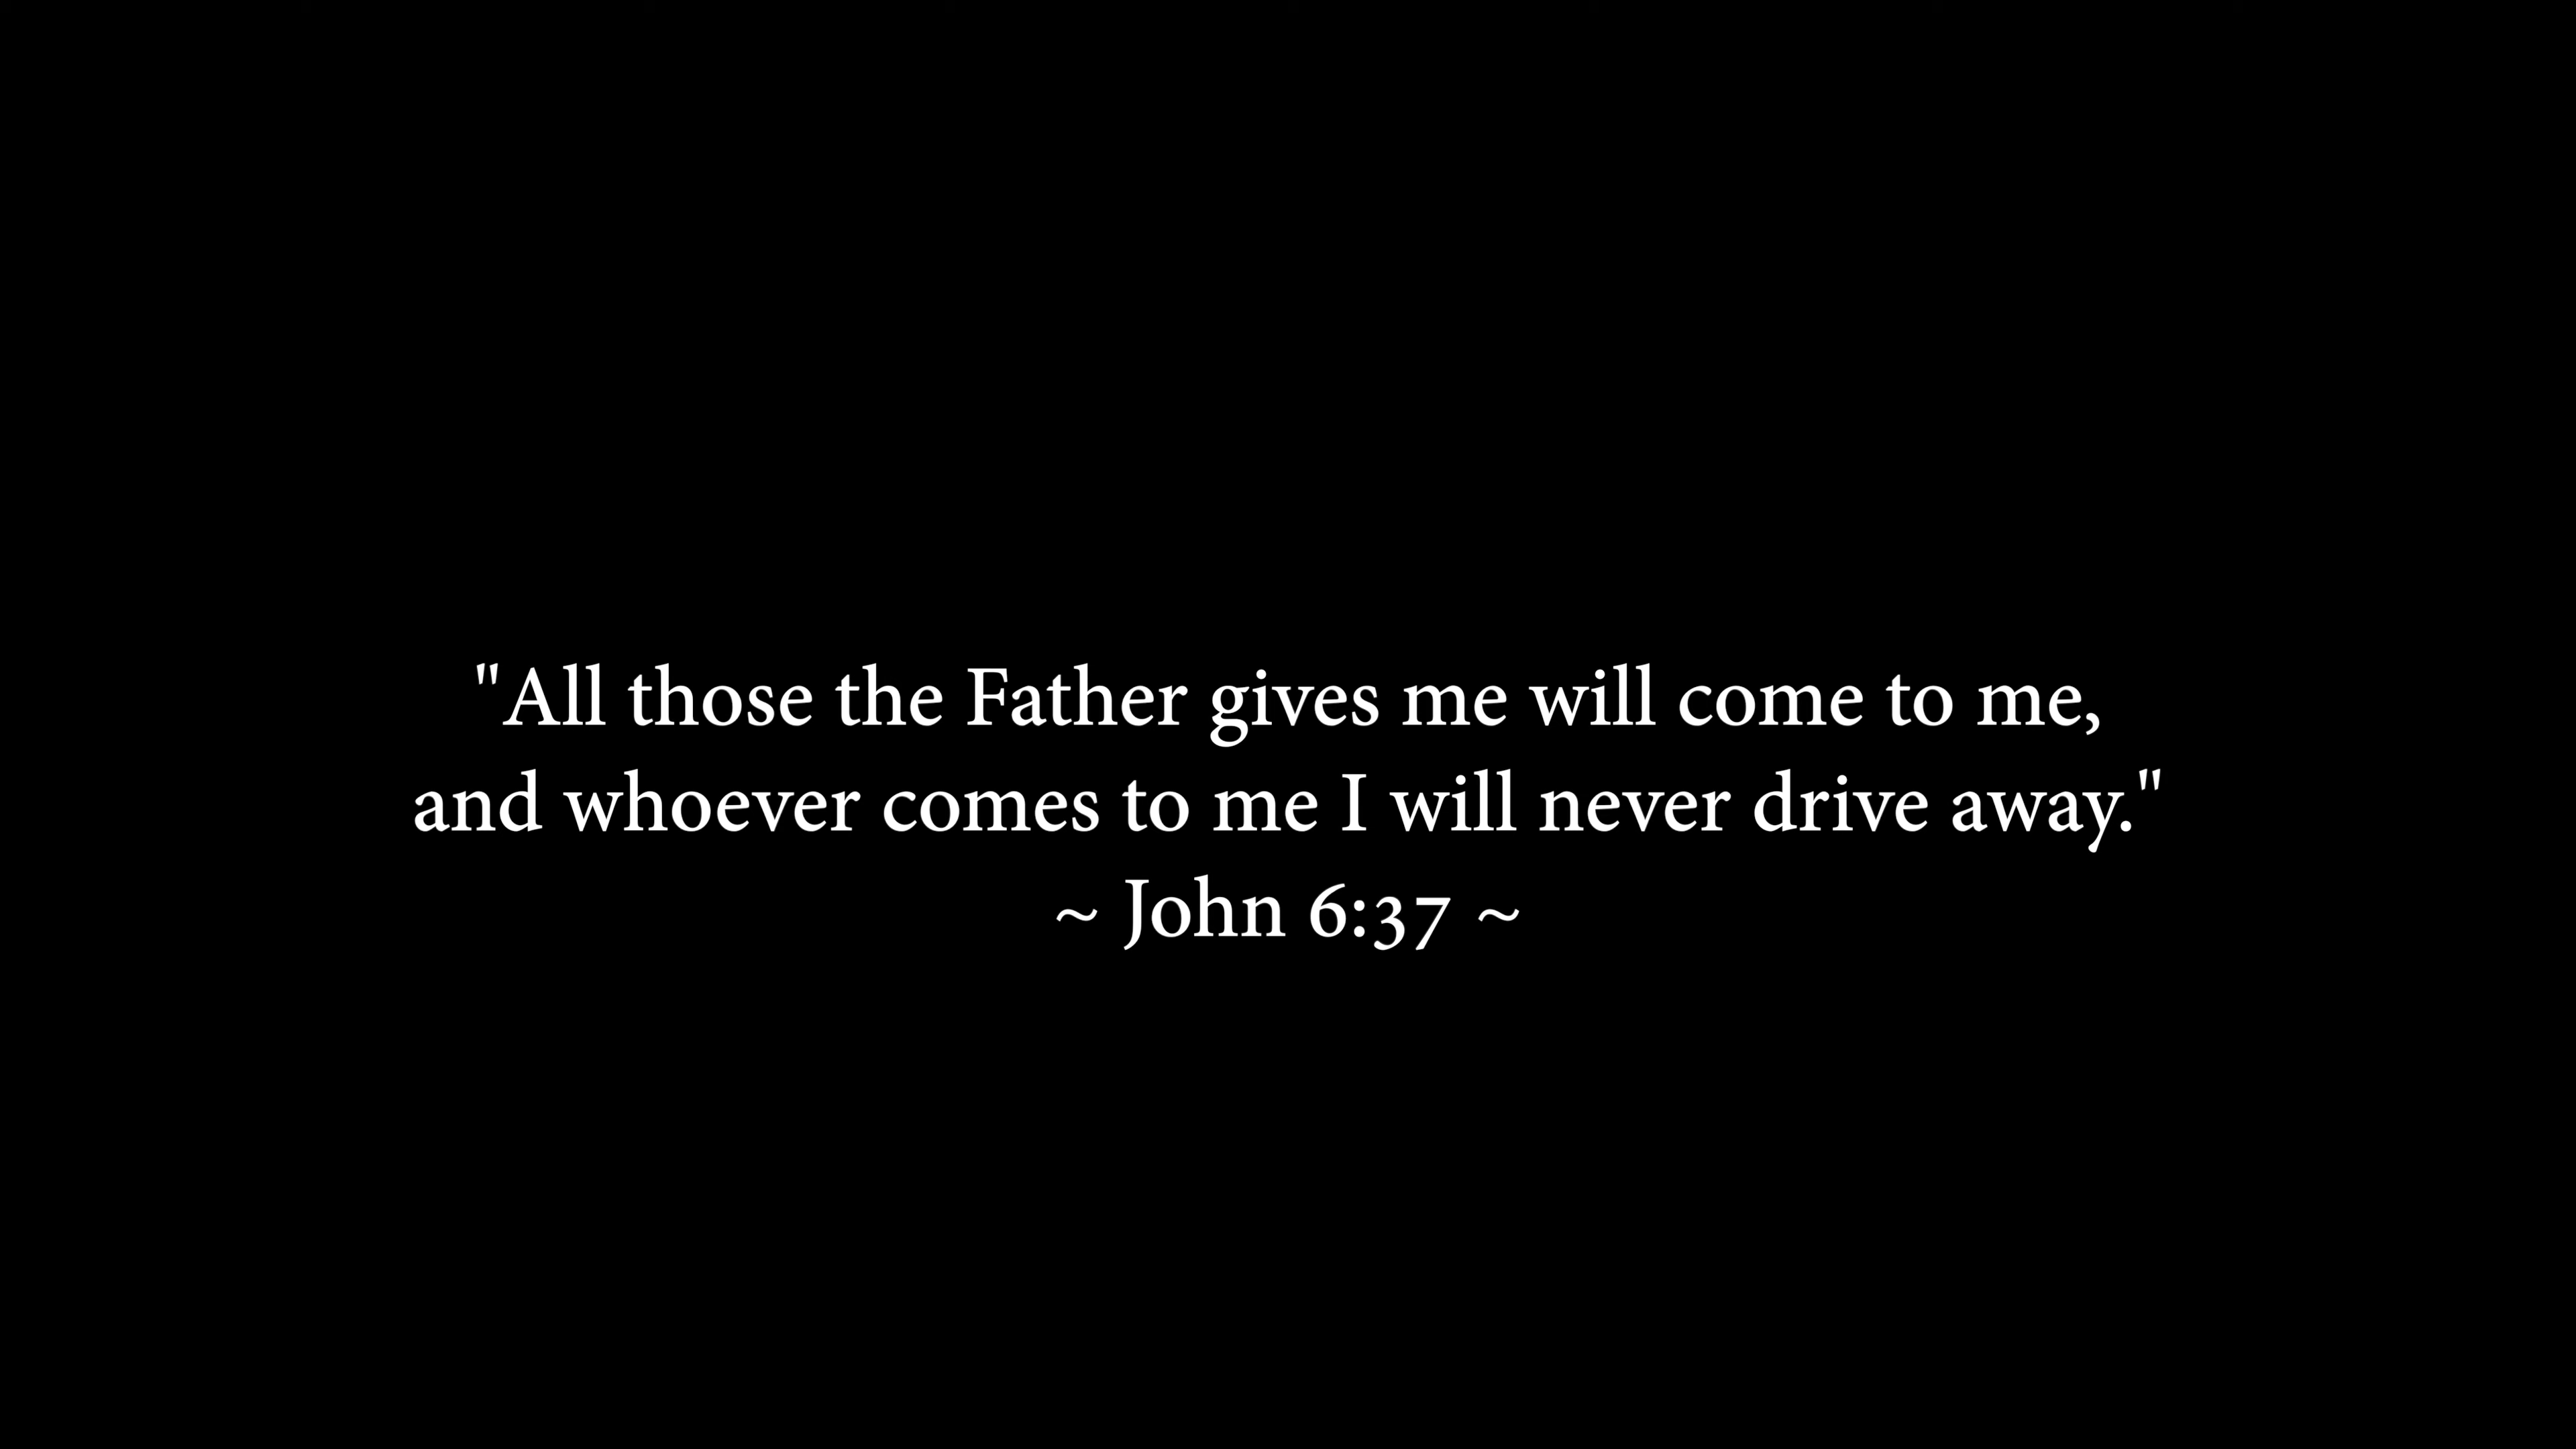 "All those the Father gives me will come to me,
and whoever comes to me I will never drive away."
~ John 6:37 ~